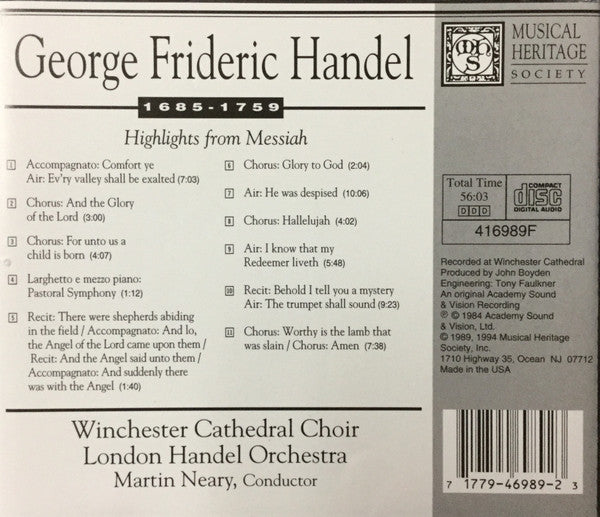 George Frideric Handel
1685-1759
Highlights from Messiah
1 Accompagnato: Comfort ye
Air: Ev'ry valley shall be exalted (7:03)
2 Chorus: And the Glory
of the Lord (3:00)
3 Chorus: For unto us a
child is born (4:07)
4 Larghetto e mezzo piano:
Pastoral Symphony (1:12)
5 Recit: There were shepherds abiding
in the field / Accompagnato: And lo,
the Angel of the Lord came upon them /
Recit: And the Angel said unto them /
Accompagnato: And suddenly there
was with the Angel (1:40)
6 Chorus: Glory to God (2:04)
7 Air: He was despised (10:06)
8 Chorus: Hallelujah (4:02)
9 Air: I know that my
Redeemer liveth (5:48)
10 Recit: Behold I tell you a mystery
Air: The trumpet shall sound (9:23)
11 Chorus: Worthy is the lamb that
was slain / Chorus: Amen (7:38)
Winchester Cathedral Choir
London Handel Orchestra
Martin Neary, Conductor
MHS
MUSICAL
HERITAGE
SOCIETY
Total Time
56:03
DDD
COMPACT
disc
DIGITAL AUDIO
416989F
Recorded at Winchester Cathedral
Produced by John Boyden
Engineering: Tony Faulkner
An original Academy Sound
& Vision Recording
℗ © 1984 Academy Sound
& Vision, Ltd.
© 1989, 1994 Musical Heritage
Society, Inc.
1710 Highway 35, Ocean NJ 07712
Made in the USA
7 1779-46989-2 3